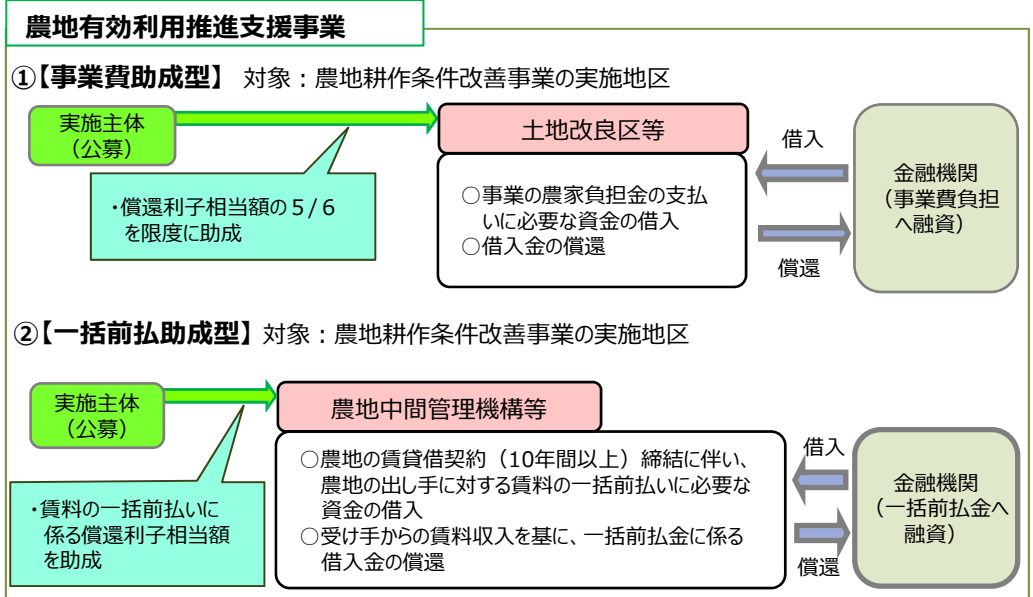 農地有効利用推進支援事業
①【事業費助成型】 対象：農地耕作条件改善事業の実施地区
実施主体
（公募）
土地改良区等
・償還利子相当額の５/６
を限度に助成
○事業の農家負担金の支払
いに必要な資金の借入
○借入金の償還
借入
償還
金融機関
（事業費負担
へ融資）
②【一括前払助成型】 対象：農地耕作条件改善事業の実施地区
実施主体
（公募）
農地中間管理機構等
・賃料の一括前払いに
係る償還利子相当額
を助成
○農地の賃貸借契約（10年間以上）締結に伴い、
農地の出し手に対する賃料の一括前払いに必要な
資金の借入
○受け手からの賃料収入を基に、一括前払金に係る
借入金の償還
借入
償還
金融機関
（一括前払金へ
融資）